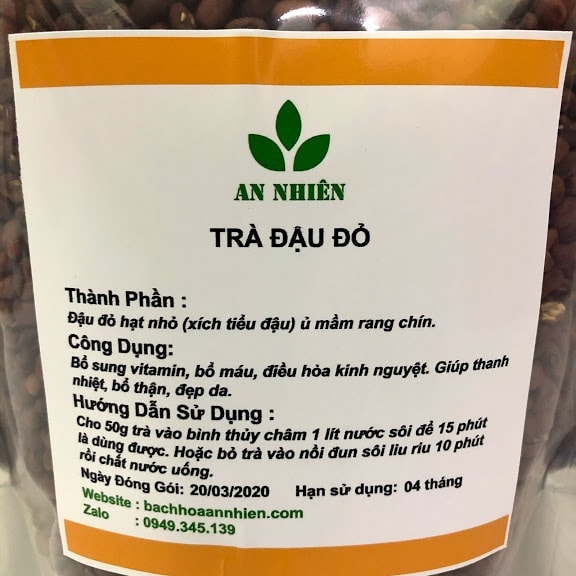 AN NHIÊN
TRÀ ĐẬU ĐỎ
Thành Phần :
Đậu đỏ hạt nhỏ (xích tiểu đậu) ủ mầm rang chín.
Công Dụng:
Bổ sung vitamin, bổ máu, điều hòa kinh nguyệt. Giúp thanh
nhiệt, bổ thận, đẹp da.
Hướng Dẫn Sử Dụng :
Cho 50g trà vào bình thủy châm 1 lít nước sôi để 15 phút
là dùng được. Hoặc bỏ trà vào nồi đun sôi liu riu 10 phút
rồi chất nước uống.
Ngày Đóng Gói: 20/03/2020 Hạn sử dụng: 04 tháng
Website : bachhoaannhien.com
Zalo : 0949.345.139